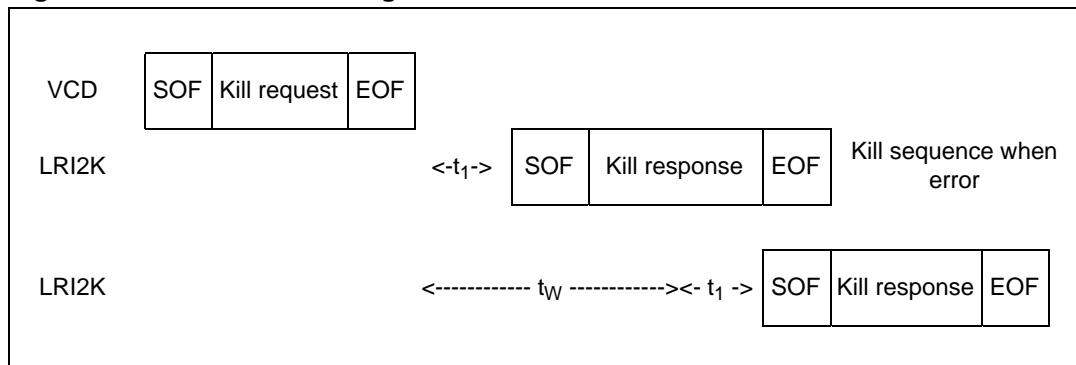 VCD SOF Kill request EOF
LRI2K <-t1-> SOF Kill response EOF Kill sequence when
error
LRI2K <------------ tW ------------><- t1 -> SOF Kill response EOF